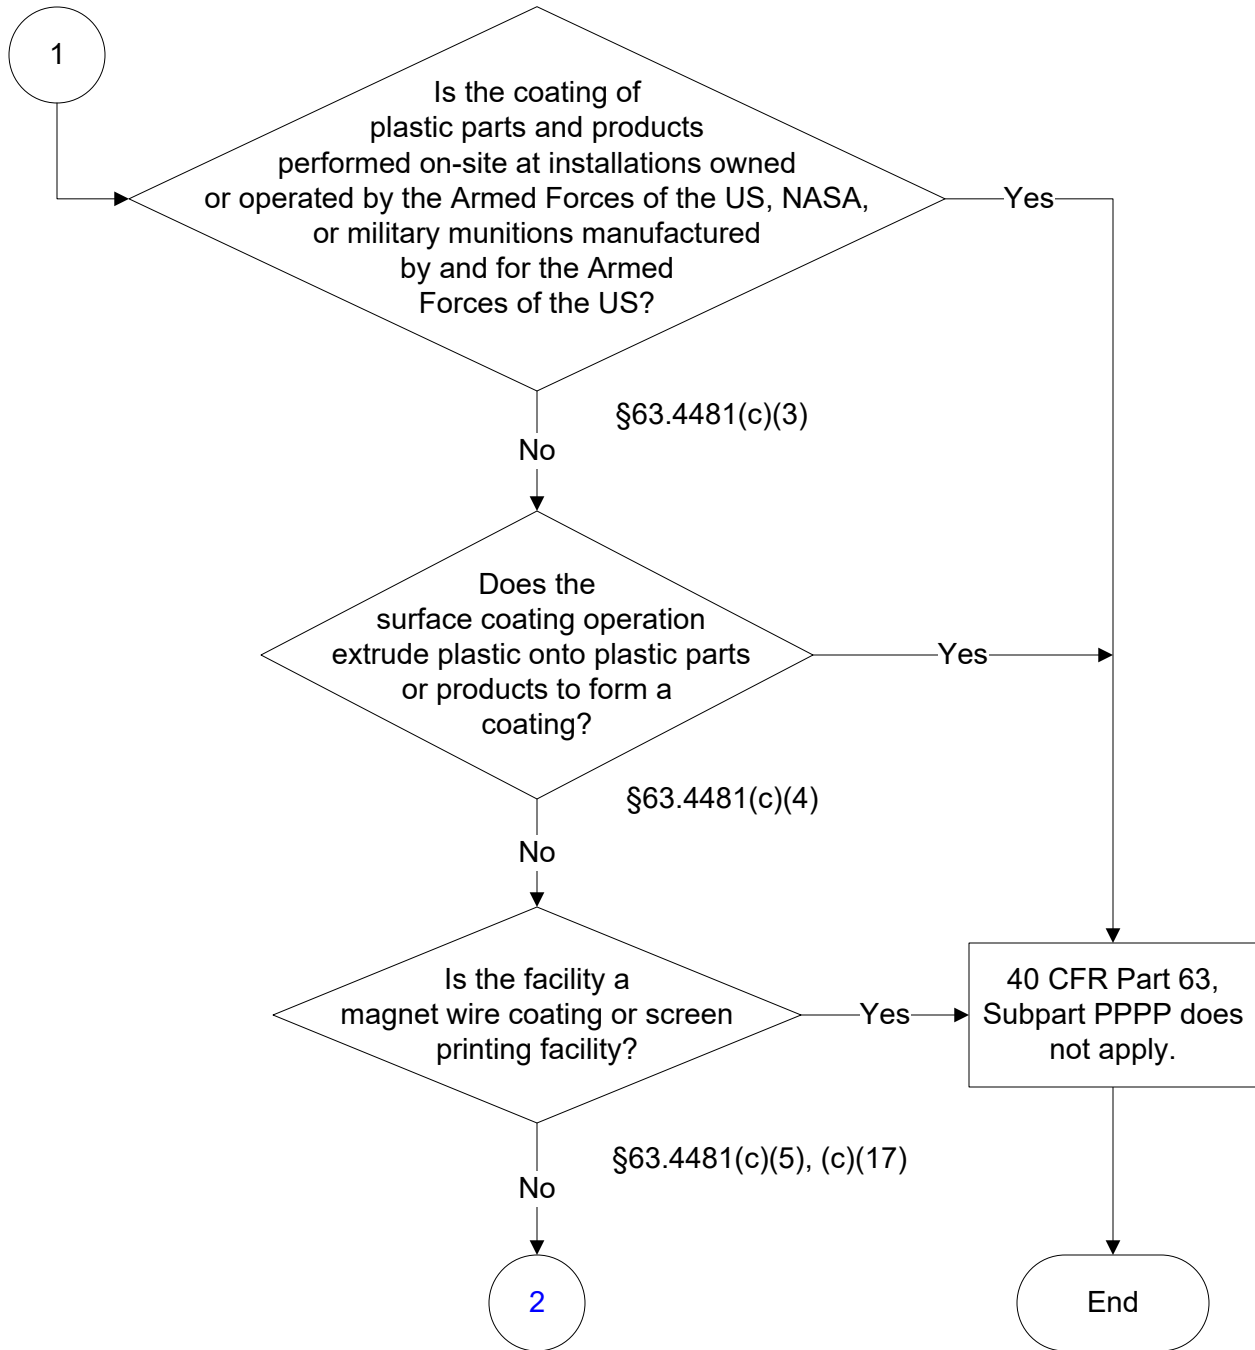 1
Is the coating of
plastic parts and products
performed on-site at installations owned
or operated by the Armed Forces of the US, NASA,
or military munitions manufactured
by and for the Armed
Forces of the US?
Yes
§63.4481(c)(3)
No
Does the
surface coating operation
extrude plastic onto plastic parts
or products to form a
coating?
Yes
§63.4481(c)(4)
No
Is the facility a
magnet wire coating or screen
printing facility?
Yes
40 CFR Part 63,
Subpart PPPP does
not apply.
§63.4481(c)(5), (c)(17)
No
2
End